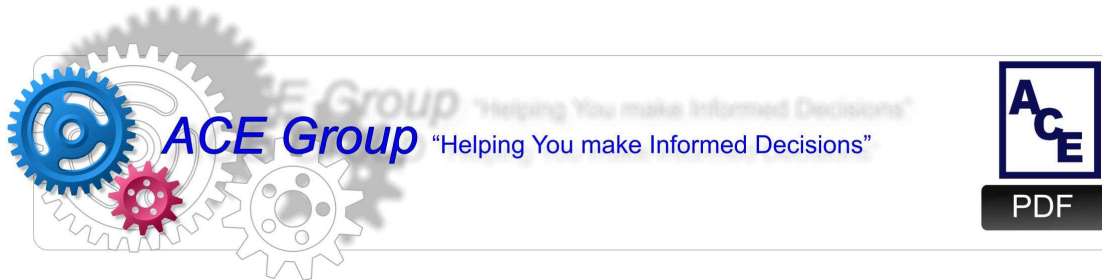 ACE Group “Helping You make Informed Decisions”
ACE
PDF